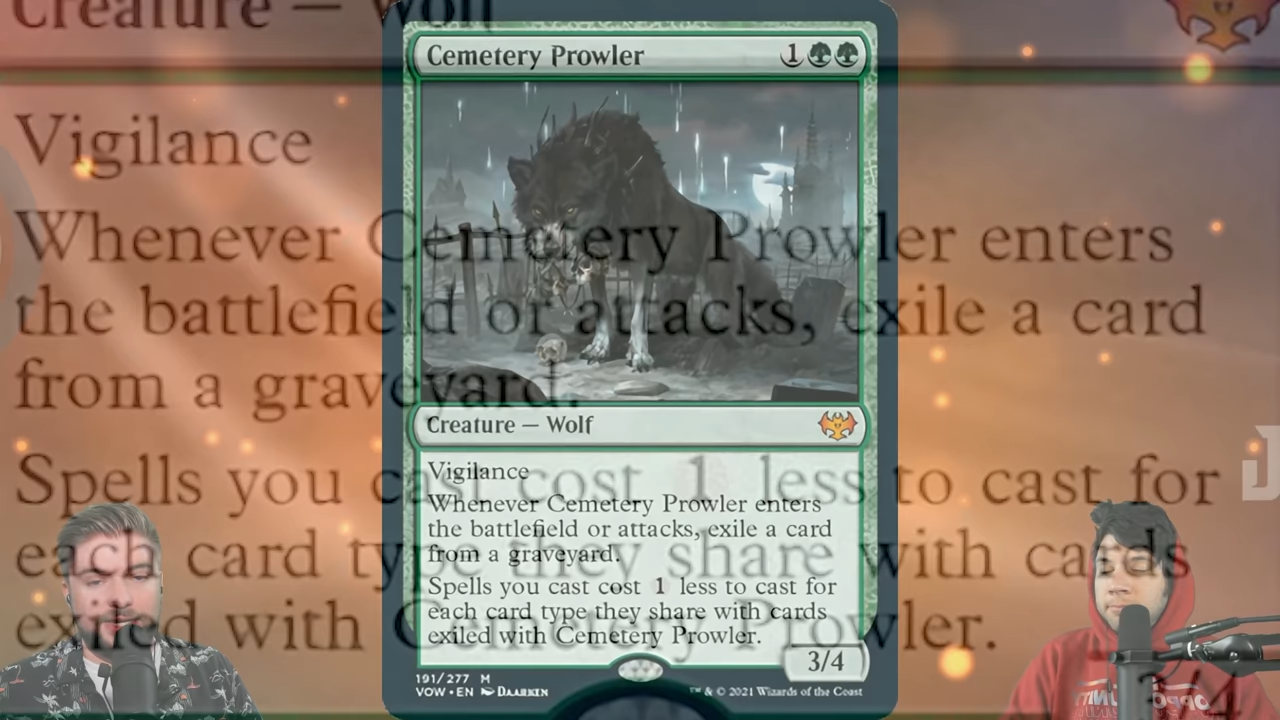 Creature — Wolf
Vigilance
Whenever Cemetery Prowler enters
the battlefield or attacks, exile a card
from a graveyard.
Spells you cast cost 1 less to cast for
each card type they share with cards
exiled with Cemetery Prowler.
Cemetery Prowler 1
Creature — Wolf
Vigilance
Whenever Cemetery Prowler enters
the battlefield or attacks, exile a card
from a graveyard.
Spells you cast cost 1 less to cast for
each card type they share with cards
exiled with Cemetery Prowler.
3/4
191/277 M
VOW • EN DAARKEN
™ & © 2021 Wizards of the Coast